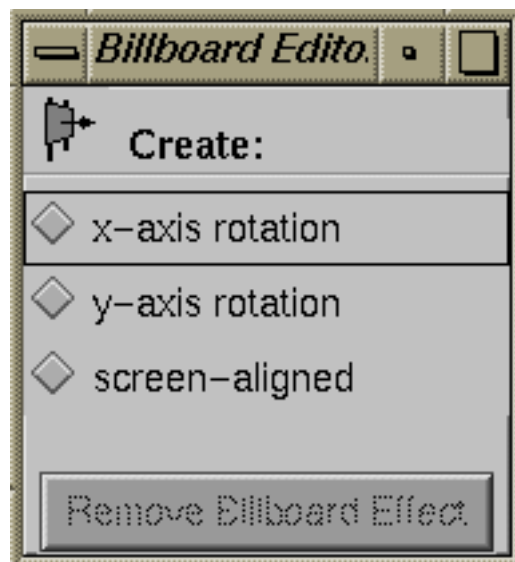 Billboard Edito.
Create:
x-axis rotation
y-axis rotation
screen-aligned
Remove Billboard Effect